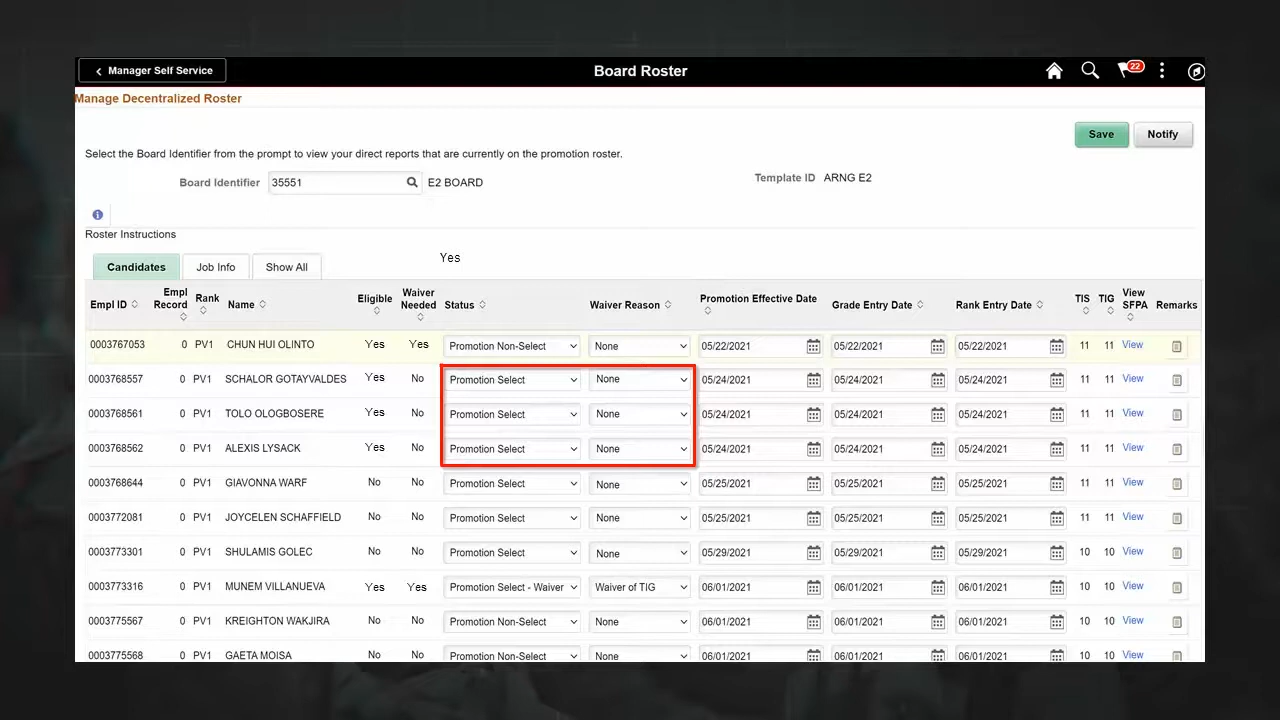 Manager Self Service Board Roster 22
Manage Decentralized Roster
Save Notify
Select the Board Identifier from the prompt to view your direct reports that are currently on the promotion roster.
Board Identifier 35551 E2 BOARD Template ID ARNG E2
Roster Instructions
Yes
Candidates Job Info Show All
Empl ID Empl Record Rank Name Eligible Waiver Needed Status Waiver Reason Promotion Effective Date Grade Entry Date Rank Entry Date TIS TIG View SFPA Remarks
0003767053 0 PV1 CHUN HUI OLINTO Yes Yes Promotion Non-Select None 05/22/2021 05/22/2021 05/22/2021 11 11 View
0003768557 0 PV1 SCHALOR GOTAYVALDES Yes No Promotion Select None 05/24/2021 05/24/2021 05/24/2021 11 11 View
0003768561 0 PV1 TOLO OLOGBOSERE Yes No Promotion Select None 05/24/2021 05/24/2021 05/24/2021 11 11 View
0003768562 0 PV1 ALEXIS LYSACK Yes No Promotion Select None 05/24/2021 05/24/2021 05/24/2021 11 11 View
0003768644 0 PV1 GIAVONNA WARF No No Promotion Select None 05/25/2021 05/25/2021 05/25/2021 11 11 View
0003772081 0 PV1 JOYCELEN SCHAFFIELD No No Promotion Select None 05/25/2021 05/25/2021 05/25/2021 11 11 View
0003773301 0 PV1 SHULAMIS GOLEC No No Promotion Select None 05/29/2021 05/29/2021 05/29/2021 10 10 View
0003773316 0 PV1 MUNEM VILLANUEVA Yes Yes Promotion Select - Waiver Waiver of TIG 06/01/2021 06/01/2021 06/01/2021 10 10 View
0003775567 0 PV1 KREIGHTON WAKJIRA No No Promotion Non-Select None 06/01/2021 06/01/2021 06/01/2021 10 10 View
0003775568 0 PV1 GAETA MOISA No No Promotion Non-Select None 06/01/2021 06/01/2021 06/01/2021 10 10 View